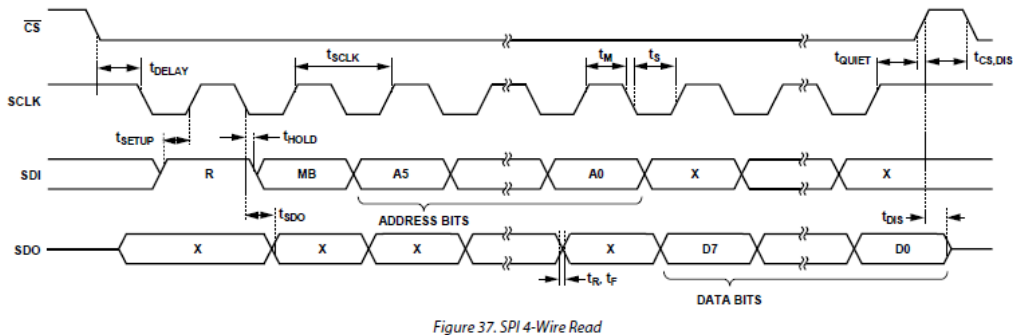 CS
tDELAY
tSCLK
tM
tS
tQUIET
tCS,DIS
SCLK
tSETUP
tHOLD
SDI
R
MB
A5
A0
X
X
tSDO
ADDRESS BITS
tDIS
SDO
X
X
X
X
D7
D0
tR, tF
DATA BITS
Figure 37. SPI 4-Wire Read